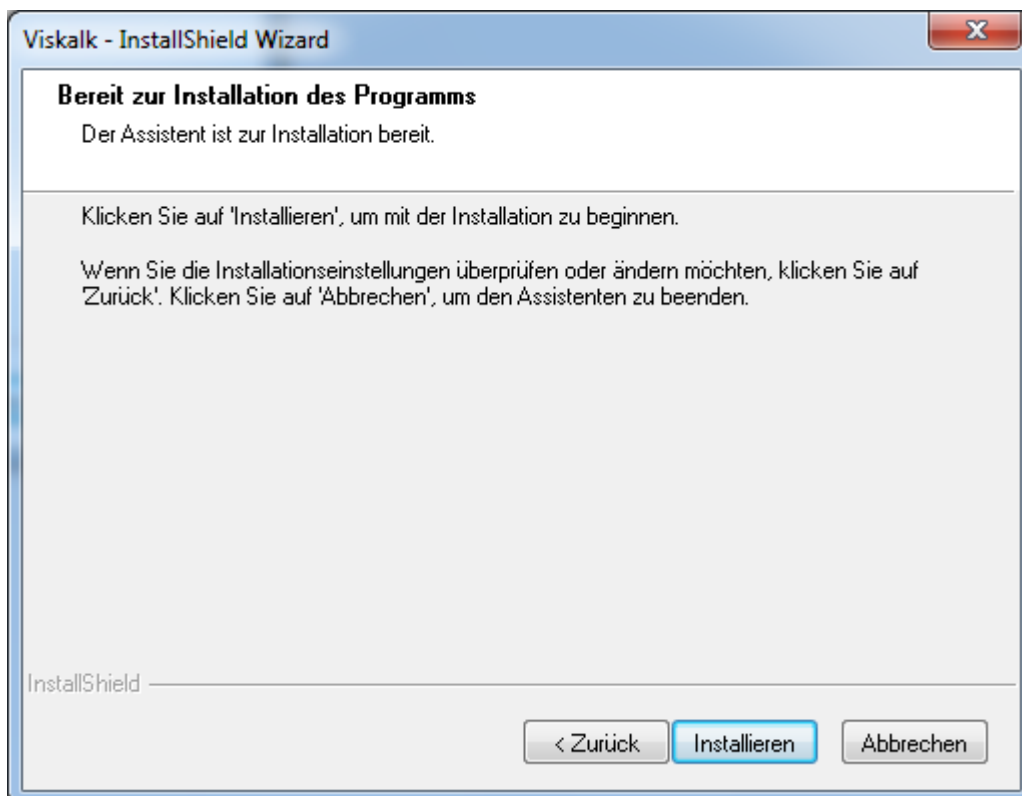 Viskalk - InstallShield Wizard
Bereit zur Installation des Programms
Der Assistent ist zur Installation bereit.
Klicken Sie auf 'Installieren', um mit der Installation zu beginnen.
Wenn Sie die Installationseinstellungen überprüfen oder ändern möchten, klicken Sie auf
'Zurück'. Klicken Sie auf 'Abbrechen', um den Assistenten zu beenden.
InstallShield
< Zurück
Installieren
Abbrechen